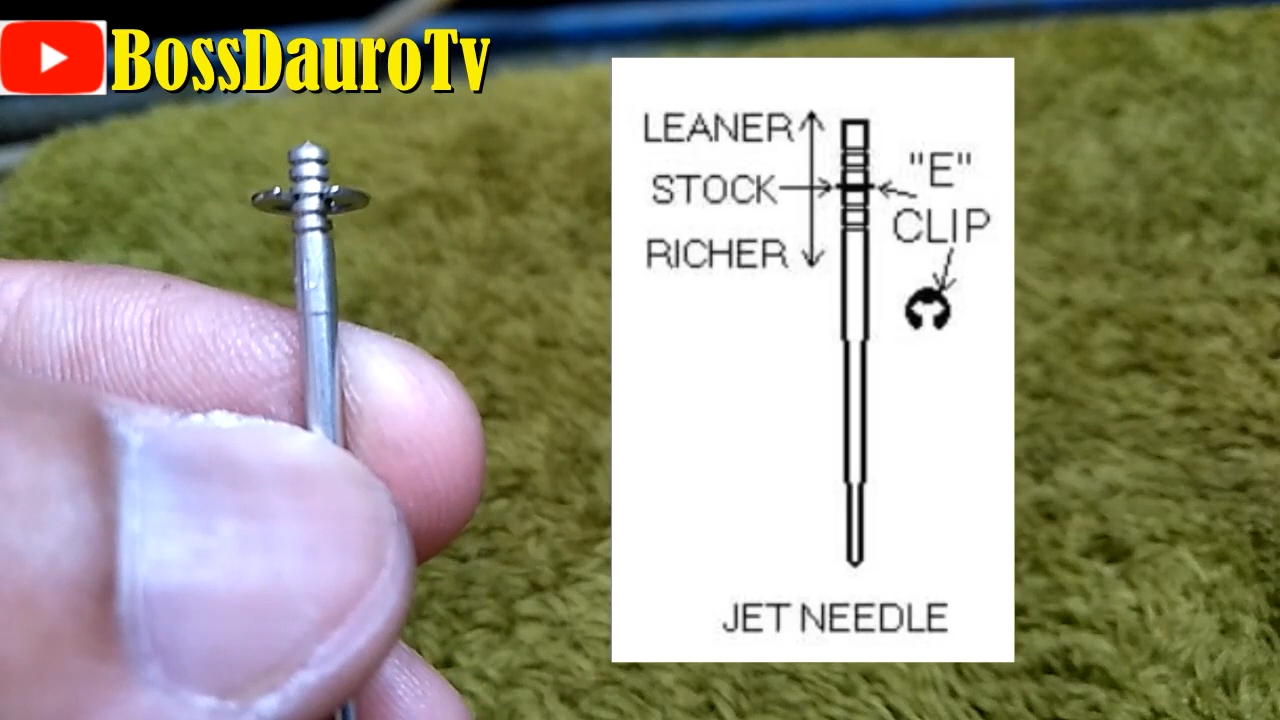 BossDauroTv
LEANER
STOCK
RICHER
"E"
CLIP
JET NEEDLE